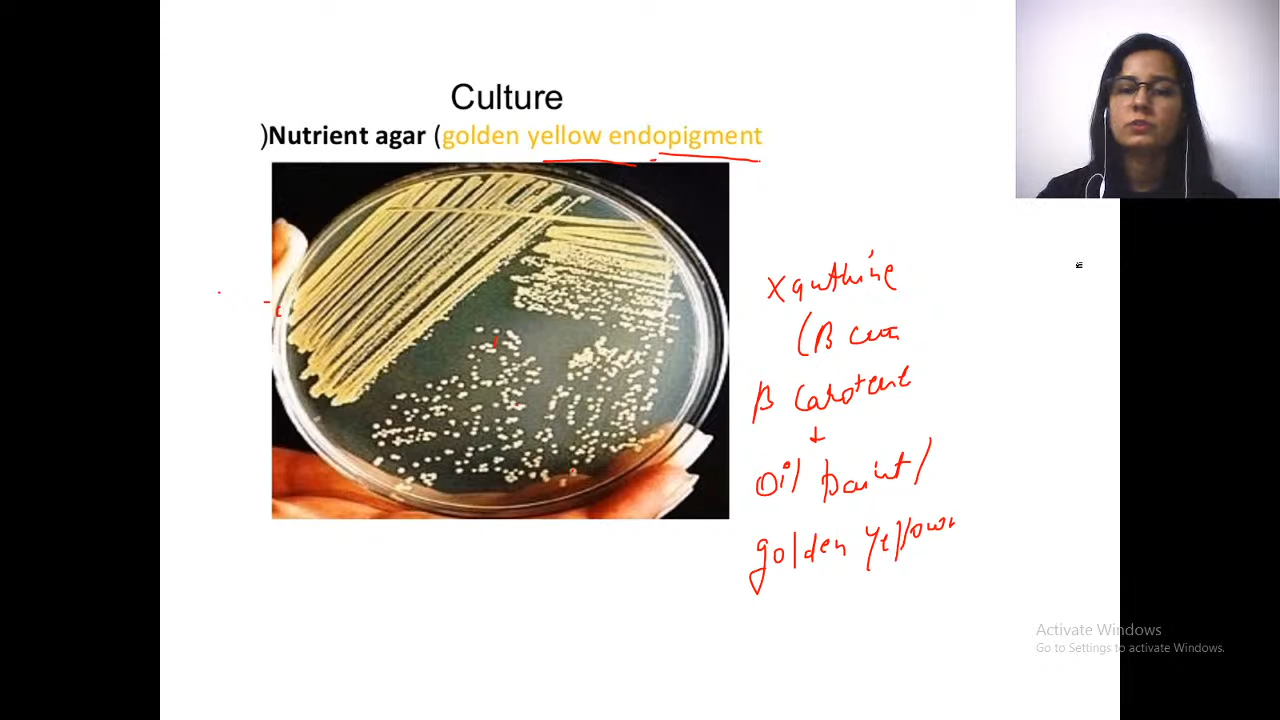 Culture
)Nutrient agar (golden yellow endopigment
Xanthine
(β
β Carotene
↓
Oil paint/
golden yellow
Activate Windows
Go to Settings to activate Windows.